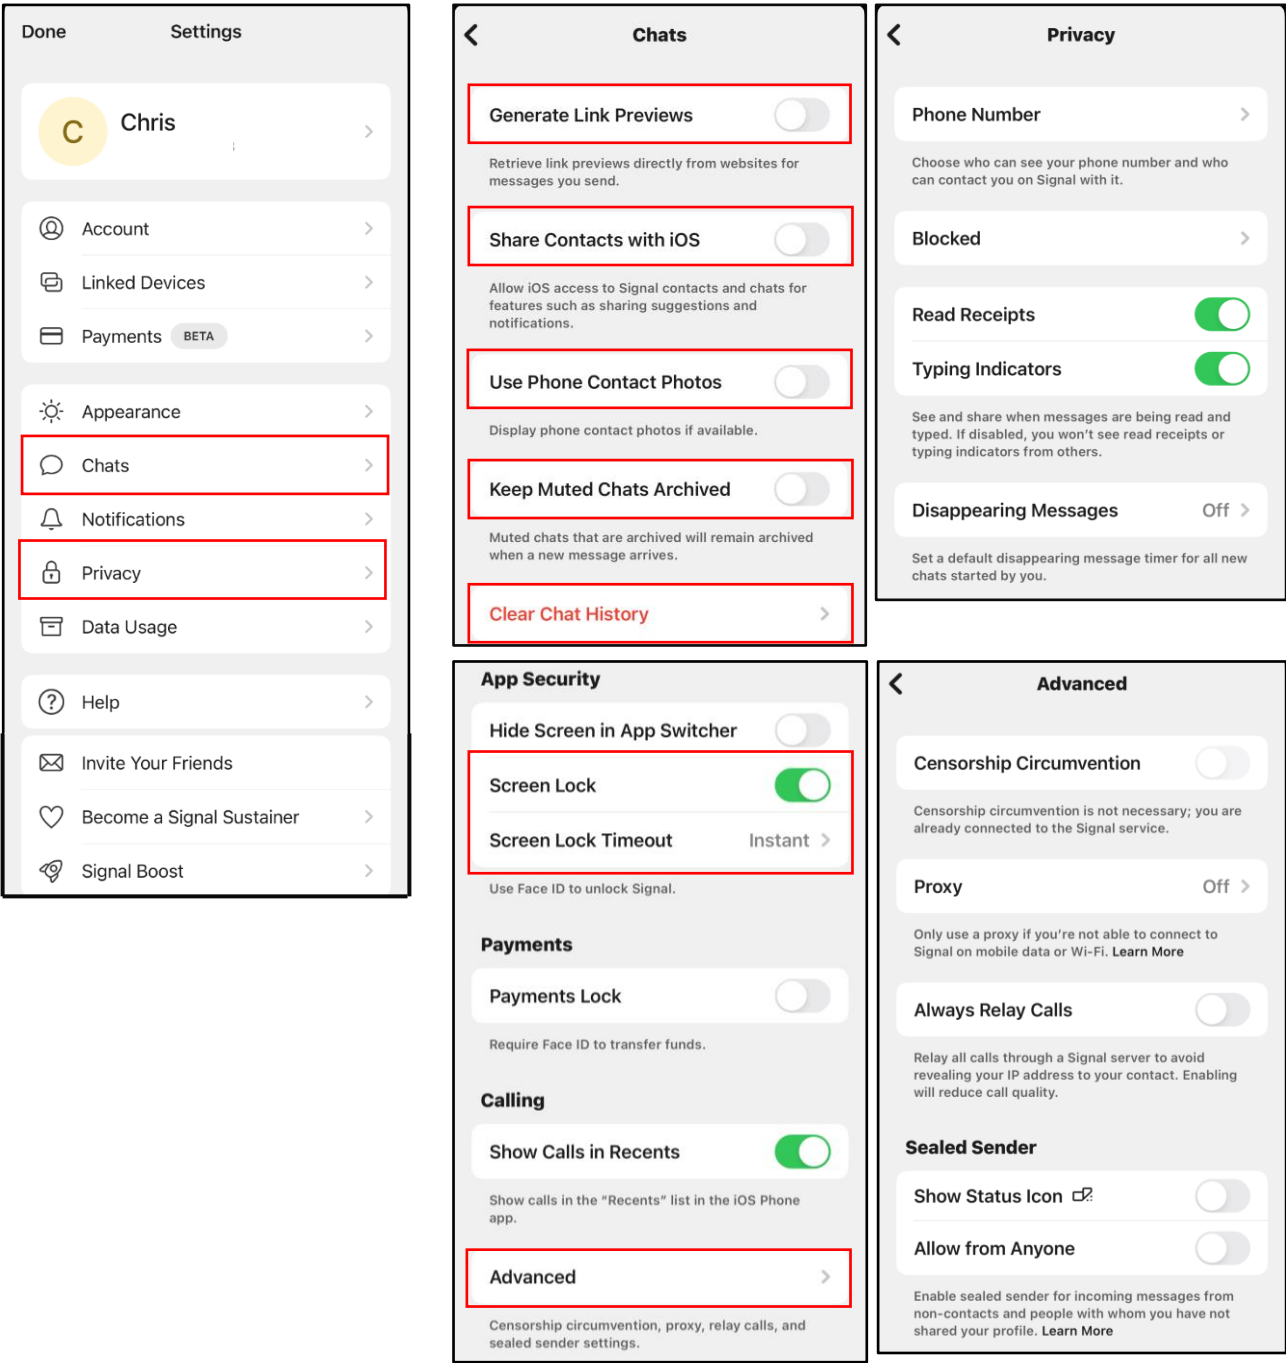 Done
Settings
C
Chris
Account
Linked Devices
Payments BETA
Appearance
Chats
Notifications
Privacy
Data Usage
Help
Invite Your Friends
Become a Signal Sustainer
Signal Boost
Chats
Generate Link Previews
Retrieve link previews directly from websites for
messages you send.
Share Contacts with iOS
Allow iOS access to Signal contacts and chats for
features such as sharing suggestions and
notifications.
Use Phone Contact Photos
Display phone contact photos if available.
Keep Muted Chats Archived
Muted chats that are archived will remain archived
when a new message arrives.
Clear Chat History
Privacy
Phone Number
Choose who can see your phone number and who
can contact you on Signal with it.
Blocked
Read Receipts
Typing Indicators
See and share when messages are being read and
typed. If disabled, you won't see read receipts or
typing indicators from others.
Disappearing Messages Off
Set a default disappearing message timer for all new
chats started by you.
App Security
Hide Screen in App Switcher
Screen Lock
Screen Lock Timeout Instant
Use Face ID to unlock Signal.
Payments
Payments Lock
Require Face ID to transfer funds.
Calling
Show Calls in Recents
Show calls in the "Recents" list in the iOS Phone
app.
Advanced
Censorship circumvention, proxy, relay calls, and
sealed sender settings.
Advanced
Censorship Circumvention
Censorship circumvention is not necessary; you are
already connected to the Signal service.
Proxy Off
Only use a proxy if you're not able to connect to
Signal on mobile data or Wi-Fi. Learn More
Always Relay Calls
Relay all calls through a Signal server to avoid
revealing your IP address to your contact. Enabling
will reduce call quality.
Sealed Sender
Show Status Icon
Allow from Anyone
Enable sealed sender for incoming messages from
non-contacts and people with whom you have not
shared your profile. Learn More